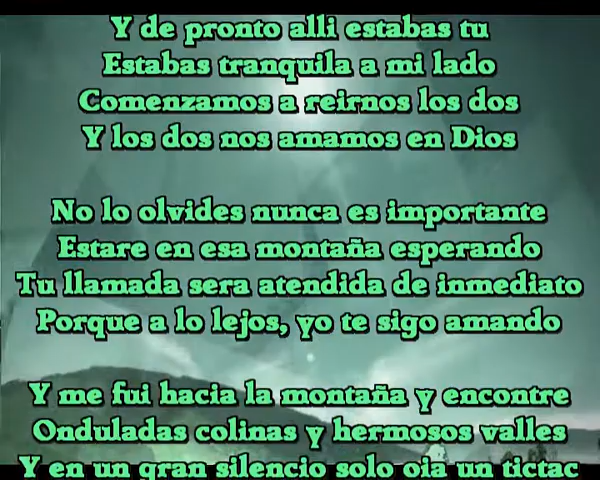 Y de pronto alli estabas tu
Estabas tranquila a mi lado
Comenzamos a reirnos los dos
Y los dos nos amamos en Dios
No lo olvides nunca es importante
Estare en esa montaña esperando
Tu llamada sera atendida de inmediato
Porque a lo lejos, yo te sigo amando
Y me fui hacia la montaña y encontre
Onduladas colinas y hermosos valles
Y en un gran silencio solo oia un tictac